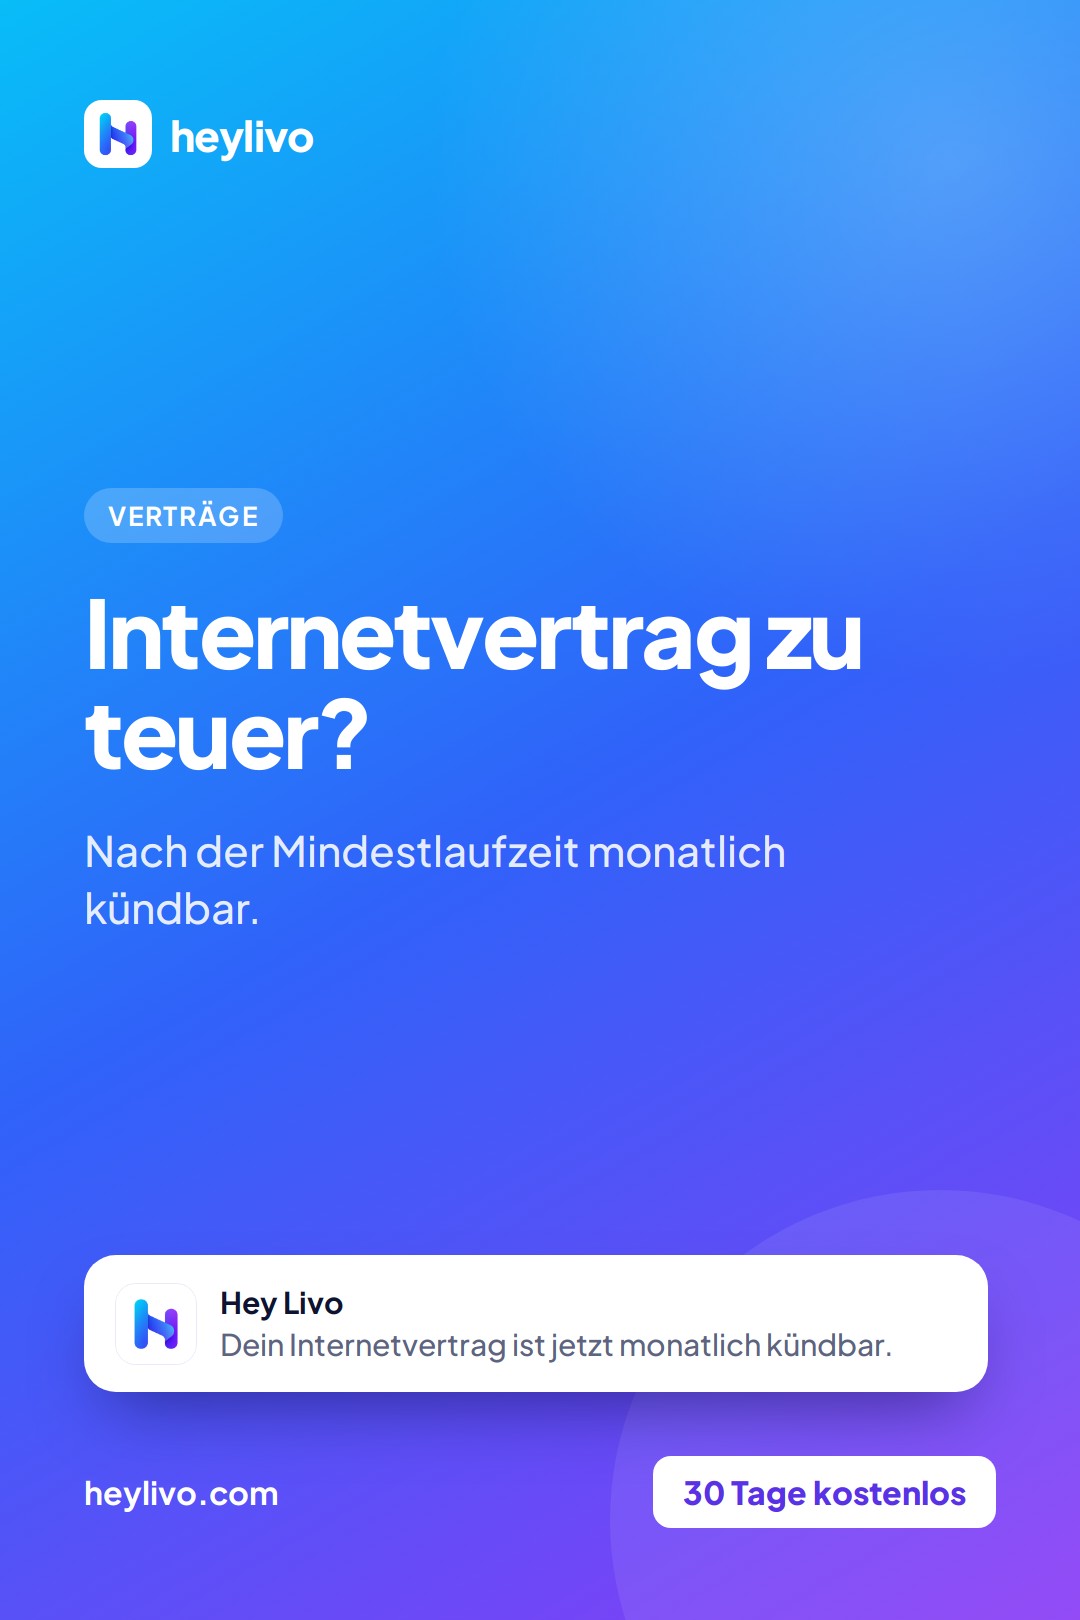 heylivo
VERTRÄGE
Internetvertrag zu
teuer?
Nach der Mindestlaufzeit monatlich
kündbar.
Hey Livo
Dein Internetvertrag ist jetzt monatlich kündbar.
heylivo.com
30 Tage kostenlos